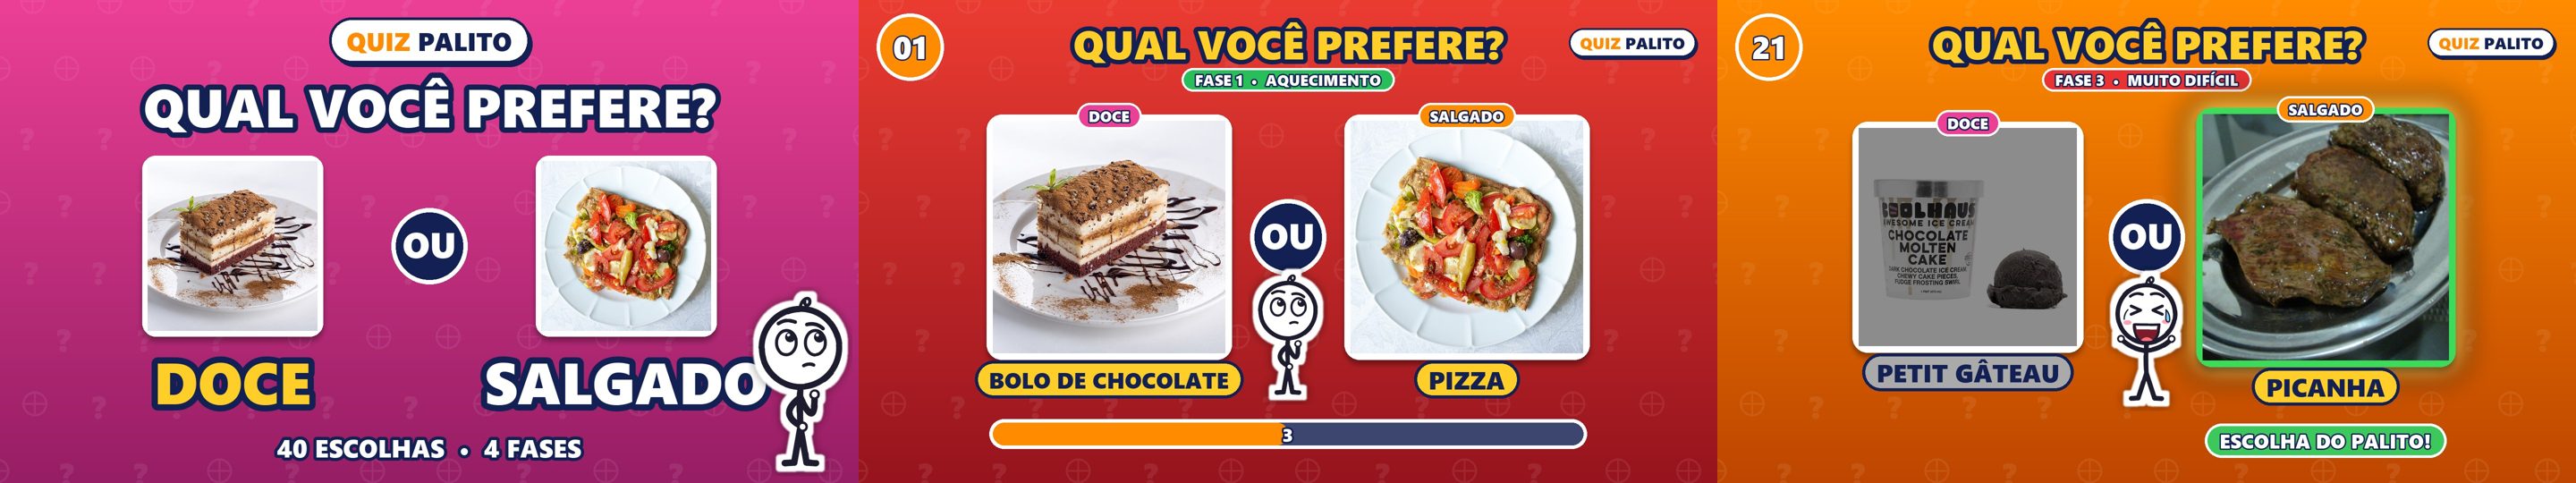 QUIZ PALITO
QUAL VOCÊ PREFERE?
OU
DOCE
SALGADO
40 ESCOLHAS • 4 FASES
01
QUAL VOCÊ PREFERE?
QUIZ PALITO
FASE 1 • AQUECIMENTO
DOCE
SALGADO
OU
BOLO DE CHOCOLATE
PIZZA
3
21
QUAL VOCÊ PREFERE?
QUIZ PALITO
FASE 3 • MUITO DIFÍCIL
DOCE
SALGADO
COOLHAUS
AWESOME ICE CREAM
CHOCOLATE
MOLTEN
CAKE
DARK CHOCOLATE ICE CREAM,
CHEWY CAKE PIECES,
FUDGE FROSTING SWIRL
OU
PETIT GÂTEAU
PICANHA
ESCOLHA DO PALITO!